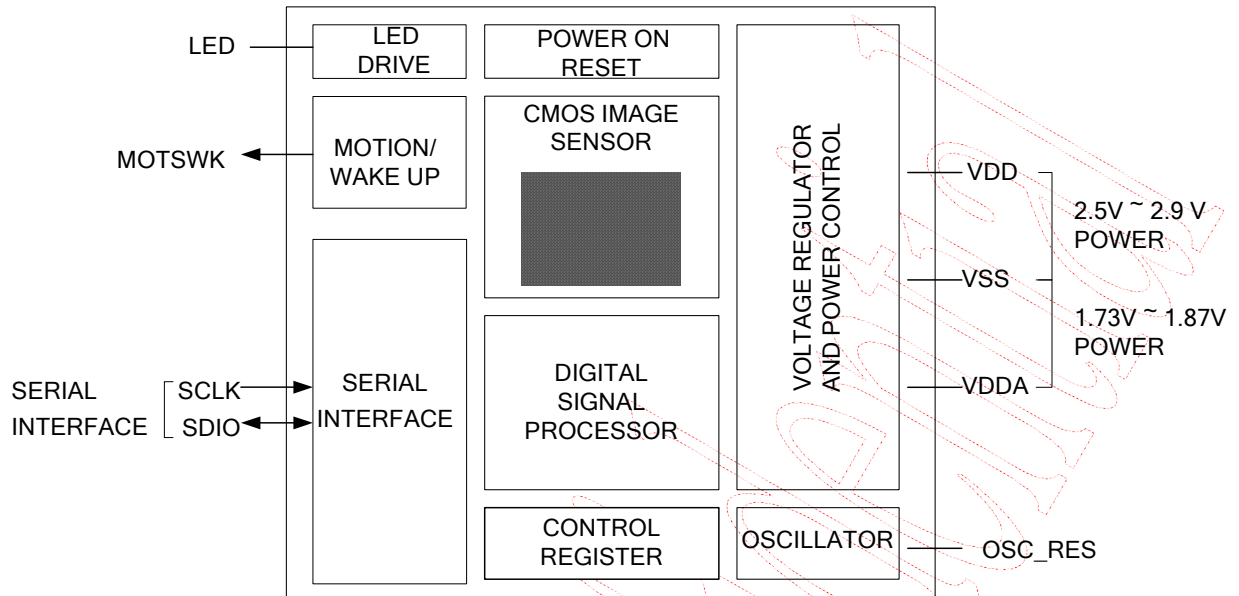 LED
LED
DRIVE
POWER ON
RESET
MOTSWK
MOTION/
WAKE UP
CMOS IMAGE
SENSOR
VOLTAGE REGULATOR
AND POWER CONTROL
VDD
2.5V ~ 2.9 V
POWER
VSS
1.73V ~ 1.87V
POWER
VDDA
SERIAL
INTERFACE
SCLK
SDIO
SERIAL
INTERFACE
DIGITAL
SIGNAL
PROCESSOR
CONTROL
REGISTER
OSCILLATOR
OSC_RES